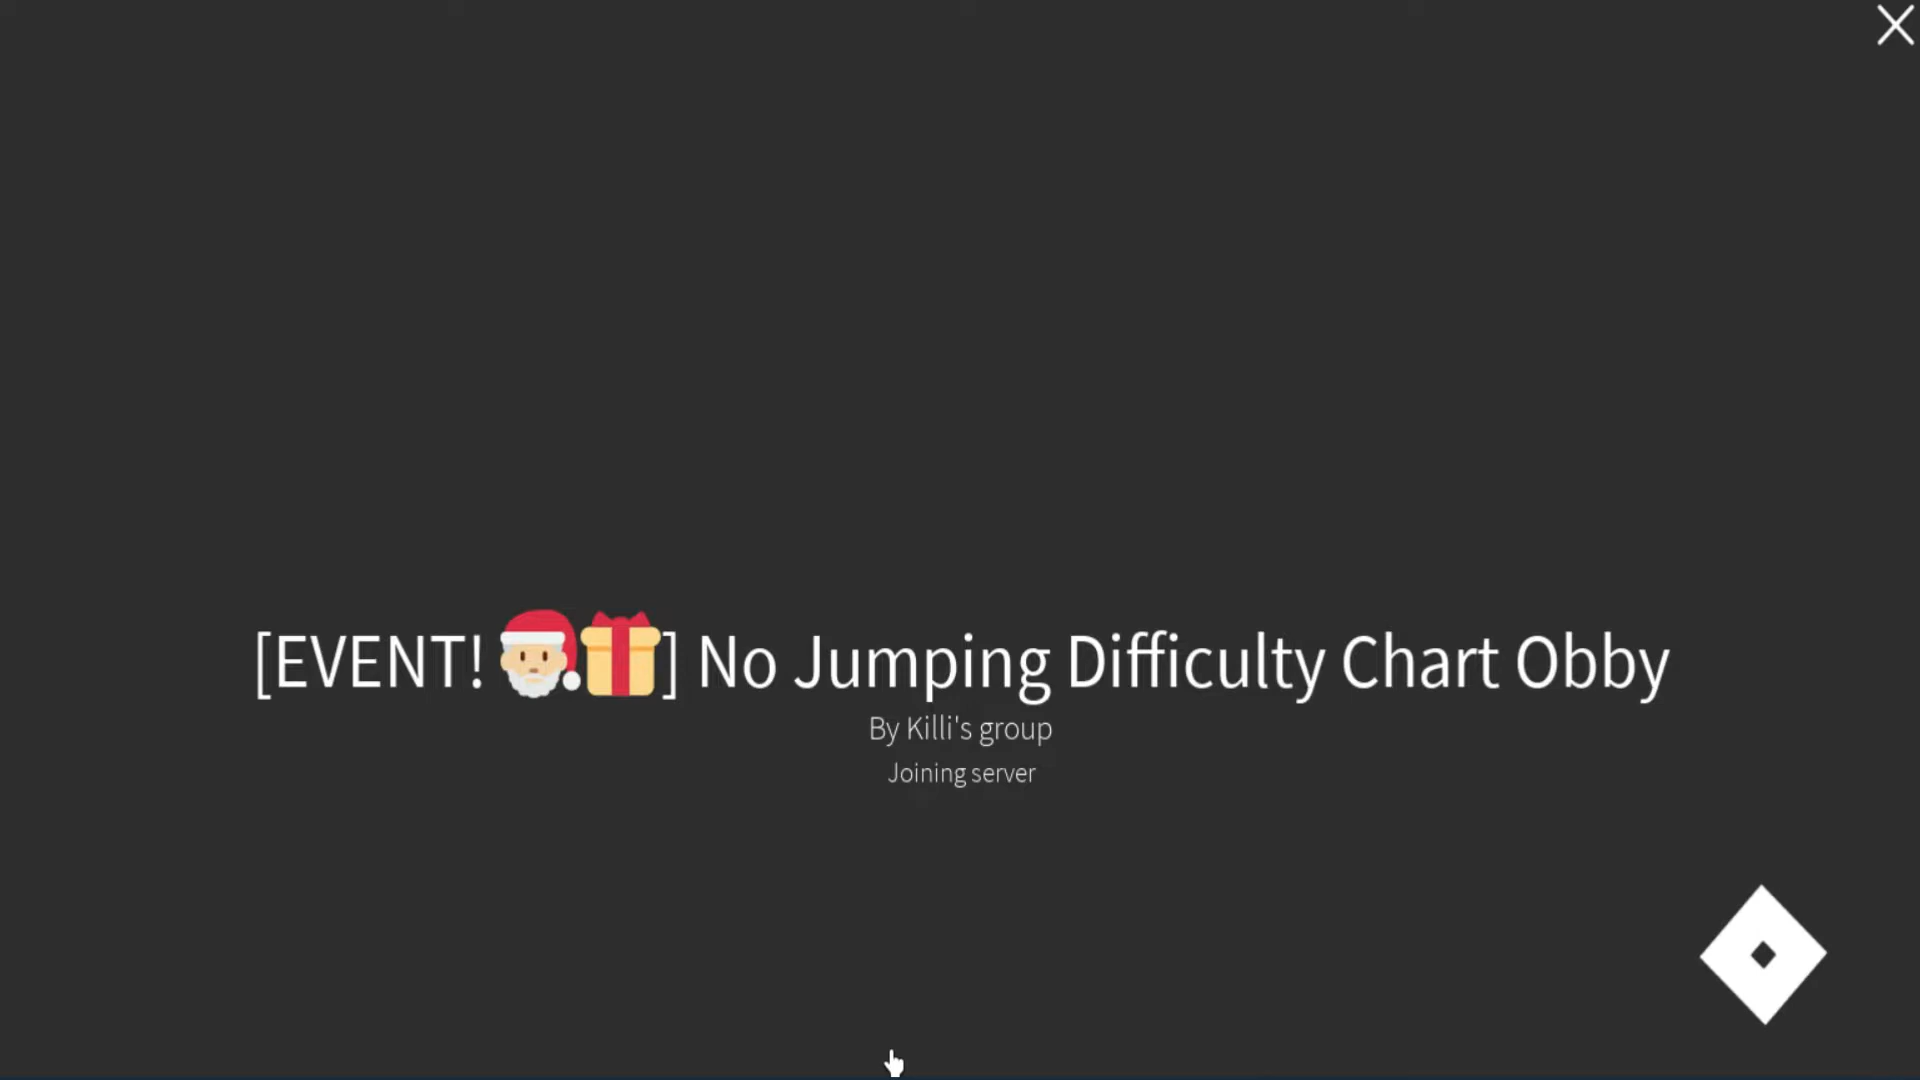 [EVENT! 🎅🏼🎁] No Jumping Difficulty Chart Obby
By Killi's group
Joining server